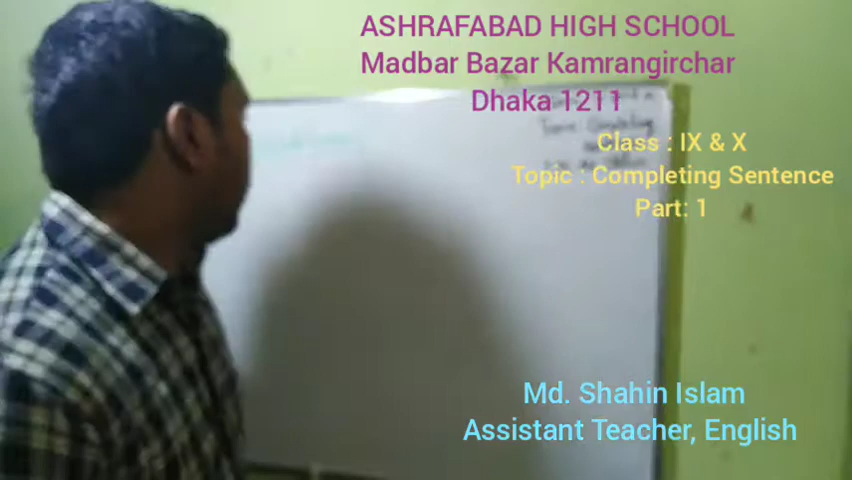 ASHRAFABAD HIGH SCHOOL
Madbar Bazar Kamrangirchar
Dhaka 1211
Class : IX & X
Topic : Completing Sentence
Part: 1
Md. Shahin Islam
Assistant Teacher, English